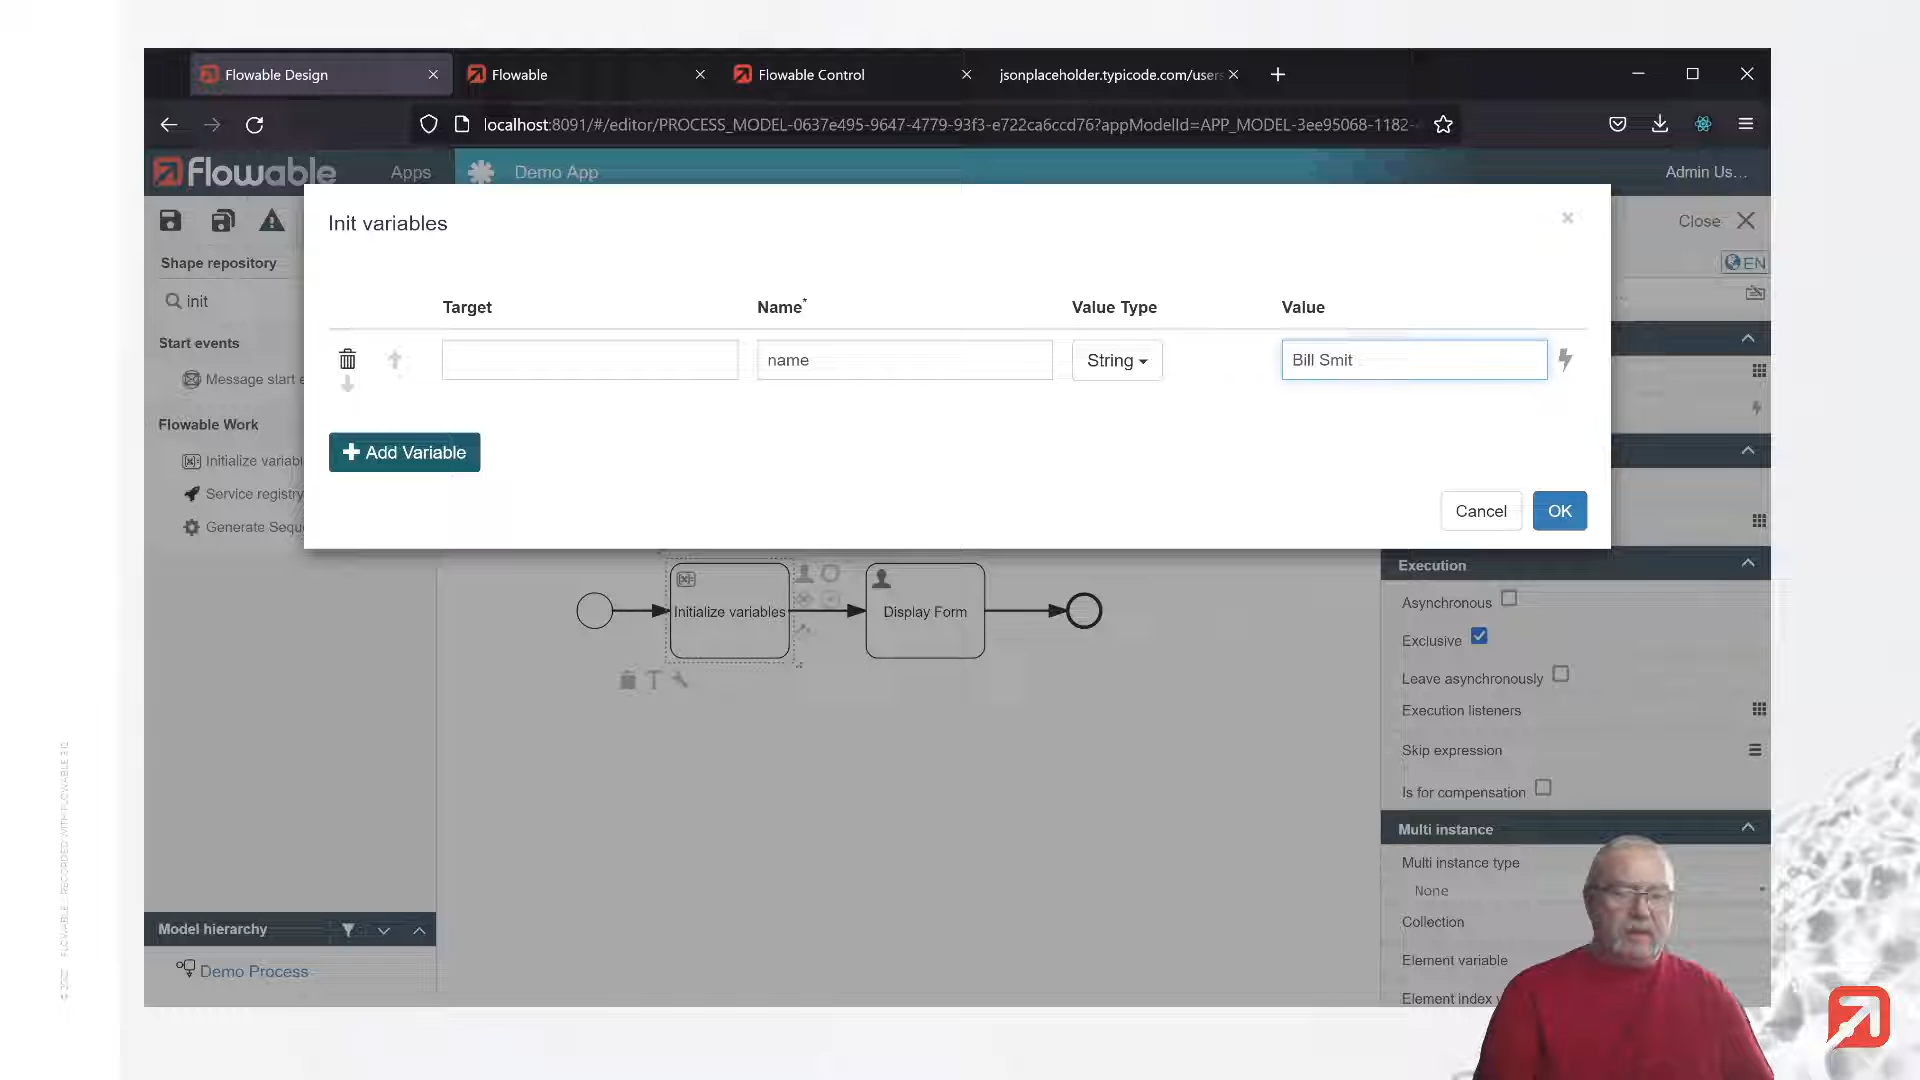 Flowable Design
Flowable
Flowable Control
jsonplaceholder.typicode.com/users
localhost:8091/#/editor/PROCESS_MODEL-0637e495-9647-4779-93f3-e722ca6ccd76?appModelId=APP_MODEL-3ee95068-1182-
Flowable
Apps
Demo App
Admin Us...
Init variables
Close
Shape repository
EN
init
Target
Name*
Value Type
Value
Start events
name
String
Bill Smit
Message start e
Flowable Work
Add Variable
Initialize variabl
Service registry
Generate Sequ
Cancel
OK
Execution
Asynchronous
Initialize variables
Display Form
Exclusive
Leave asynchronously
Execution listeners
Skip expression
Is for compensation
Multi instance
Multi instance type
None
Collection
Model hierarchy
Element variable
Demo Process
Element index v